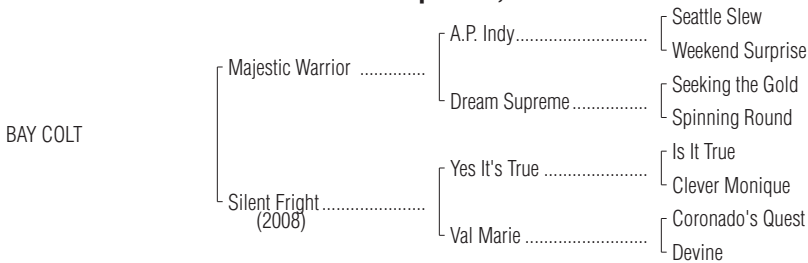 Seattle Slew
A.P. Indy
Weekend Surprise
Majestic Warrior
Seeking the Gold
Dream Supreme
Spinning Round
BAY COLT
Is It True
Yes It's True
Clever Monique
Silent Fright
(2008)
Coronado's Quest
Val Marie
Devine